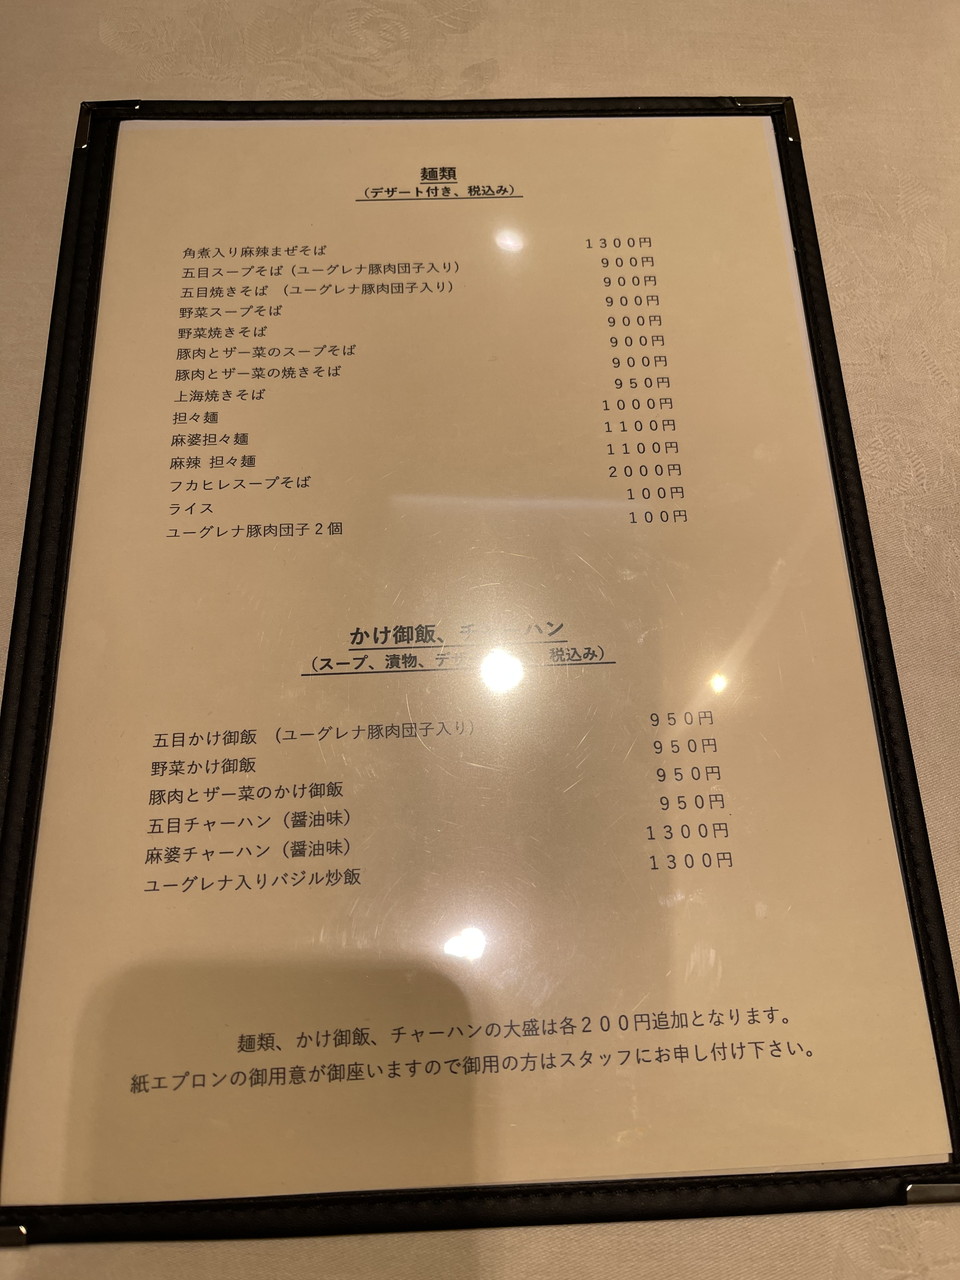 麺類
（デザート付き、税込み）
角煮入り麻辣まぜそば　１３００円
五目スープそば（ユーグレナ豚肉団子入り）　９００円
五目焼きそば　（ユーグレナ豚肉団子入り）　９００円
野菜スープそば　９００円
野菜焼きそば　９００円
豚肉とザー菜のスープそば　９００円
豚肉とザー菜の焼きそば　９００円
上海焼きそば　９５０円
担々麺　１０００円
麻婆担々麺　１１００円
麻辣 担々麺　１１００円
フカヒレスープそば　２０００円
ライス　１００円
ユーグレナ豚肉団子２個　１００円
かけ御飯、チ ハン
（スープ、漬物、デザ 税込み）
五目かけ御飯　（ユーグレナ豚肉団子入り）　９５０円
野菜かけ御飯　９５０円
豚肉とザー菜のかけ御飯　９５０円
五目チャーハン（醤油味）　９５０円
麻婆チャーハン（醤油味）　１３００円
ユーグレナ入りバジル炒飯　１３００円
麺類、かけ御飯、チャーハンの大盛は各２００円追加となります。
紙エプロンの御用意が御座いますので御用の方はスタッフにお申し付け下さい。